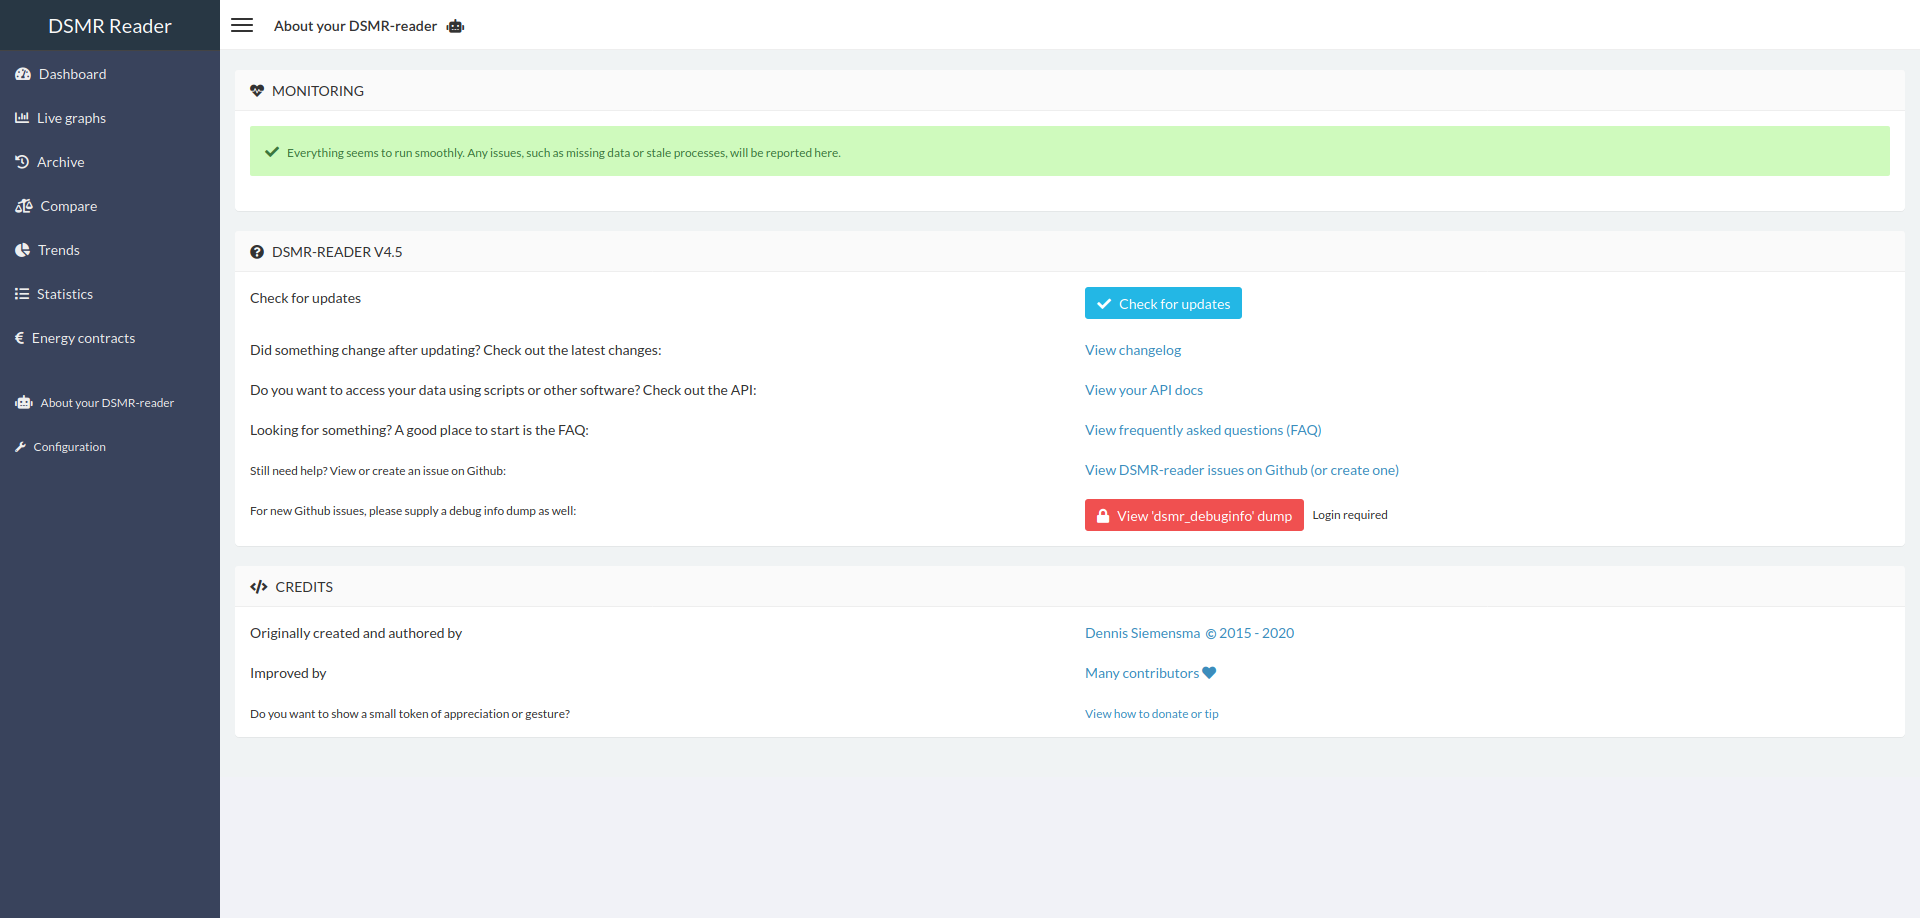 DSMR Reader
About your DSMR-reader
Dashboard
Live graphs
Archive
Compare
Trends
Statistics
Energy contracts
About your DSMR-reader
Configuration
MONITORING
Everything seems to run smoothly. Any issues, such as missing data or stale processes, will be reported here.
DSMR-READER V4.5
Check for updates
Check for updates
Did something change after updating? Check out the latest changes:
View changelog
Do you want to access your data using scripts or other software? Check out the API:
View your API docs
Looking for something? A good place to start is the FAQ:
View frequently asked questions (FAQ)
Still need help? View or create an issue on Github:
View DSMR-reader issues on Github (or create one)
For new Github issues, please supply a debug info dump as well:
View 'dsmr_debuginfo' dump
Login required
CREDITS
Originally created and authored by
Dennis Siemensma © 2015 - 2020
Improved by
Many contributors
Do you want to show a small token of appreciation or gesture?
View how to donate or tip